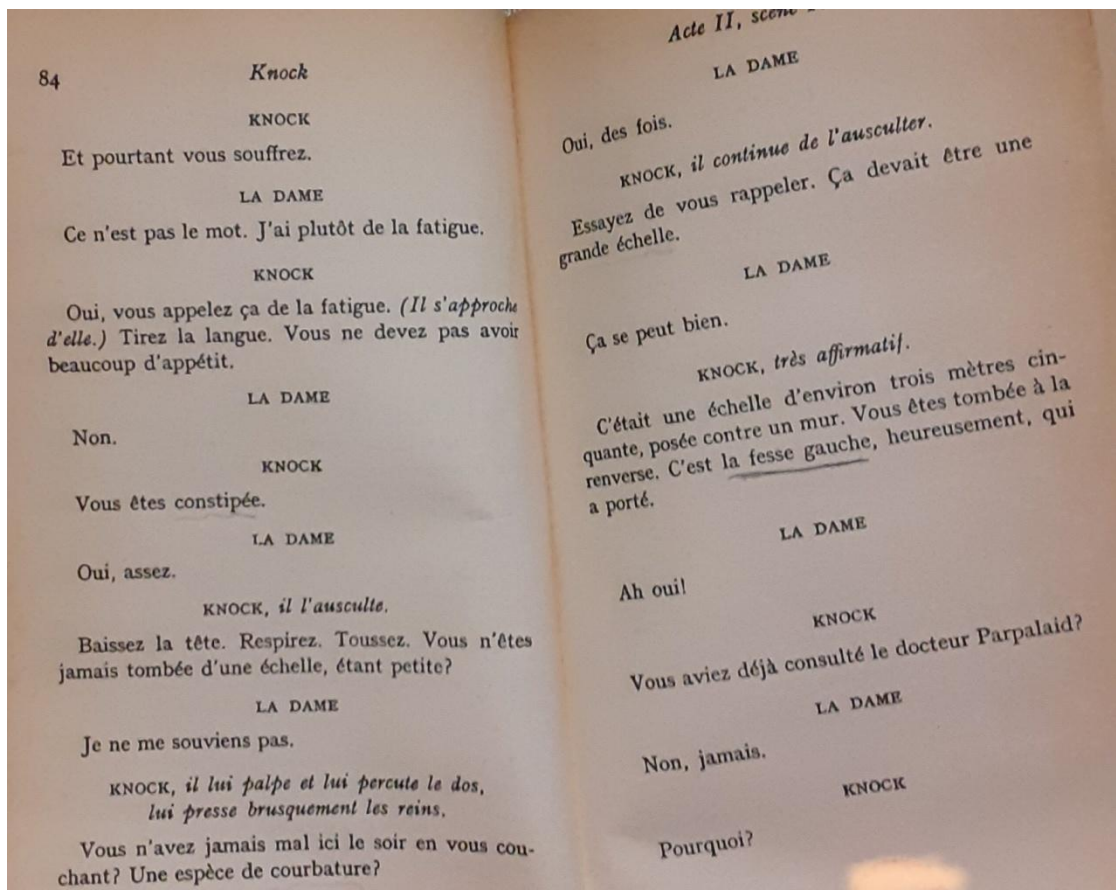 84
Knock
KNOCK
Et pourtant vous souffrez.
LA DAME
Ce n'est pas le mot. J'ai plutôt de la fatigue.
KNOCK
Oui, vous appelez ça de la fatigue. (Il s'approche
d'elle.) Tirez la langue. Vous ne devez pas avoir
beaucoup d'appétit.
LA DAME
Non.
KNOCK
Vous êtes constipée.
LA DAME
Oui, assez.
KNOCK, il l'ausculte.
Baissez la tête. Respirez. Toussez. Vous n'êtes
jamais tombée d'une échelle, étant petite?
LA DAME
Je ne me souviens pas.
KNOCK, il lui palpe et lui percute le dos,
lui presse brusquement les reins.
Vous n'avez jamais mal ici le soir en vous cou-
chant? Une espèce de courbature?
Acte II, scène
LA DAME
Oui, des fois.
KNOCK, il continue de l'ausculter.
Essayez de vous rappeler. Ça devait être une
grande échelle.
LA DAME
Ça se peut bien.
KNOCK, très affirmatif.
C'était une échelle d'environ trois mètres cin-
quante, posée contre un mur. Vous êtes tombée à la
renverse. C'est la fesse gauche, heureusement, qui
a porté.
LA DAME
Ah oui!
KNOCK
Vous aviez déjà consulté le docteur Parpalaid?
LA DAME
Non, jamais.
KNOCK
Pourquoi?